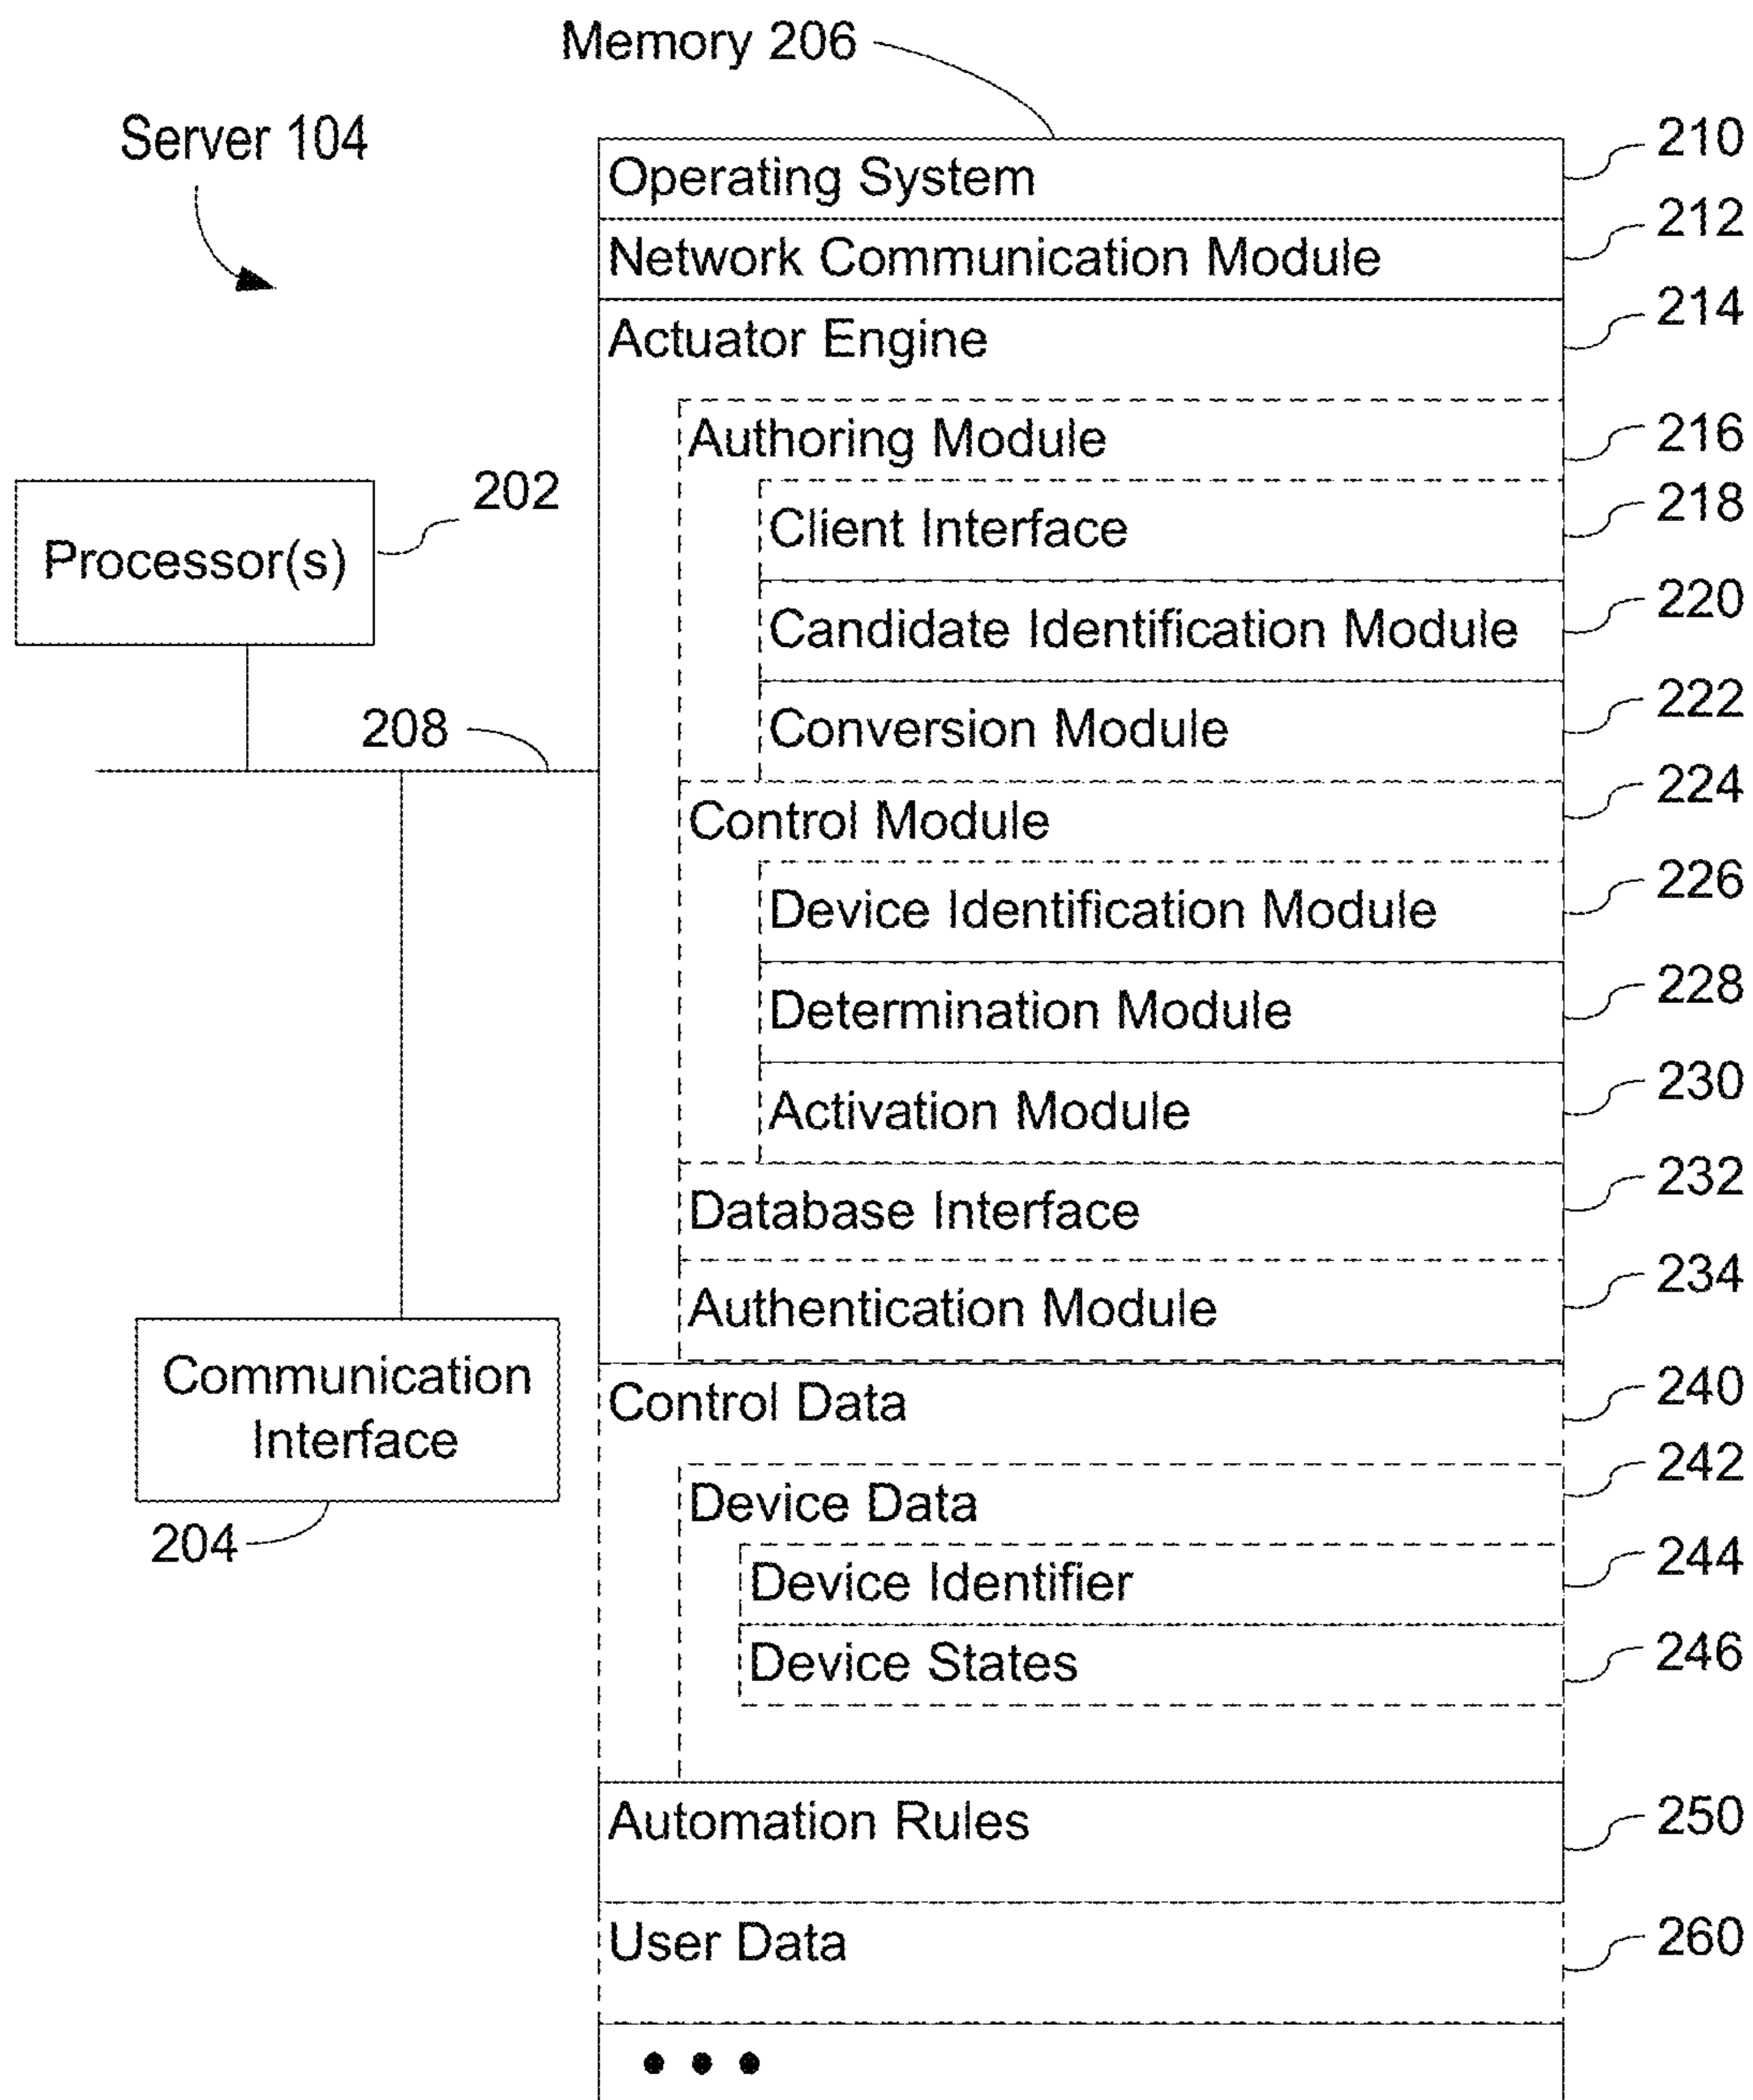 Memory 206
Server 104
Operating System 210
Network Communication Module 212
Actuator Engine 214
Authoring Module 216
Client Interface 218
Candidate Identification Module 220
Conversion Module 222
Control Module 224
Device Identification Module 226
Determination Module 228
Activation Module 230
Database Interface 232
Authentication Module 234
Control Data 240
Device Data 242
Device Identifier 244
Device States 246
Automation Rules 250
User Data 260
• • •
202
Processor(s)
208
Communication
Interface
204